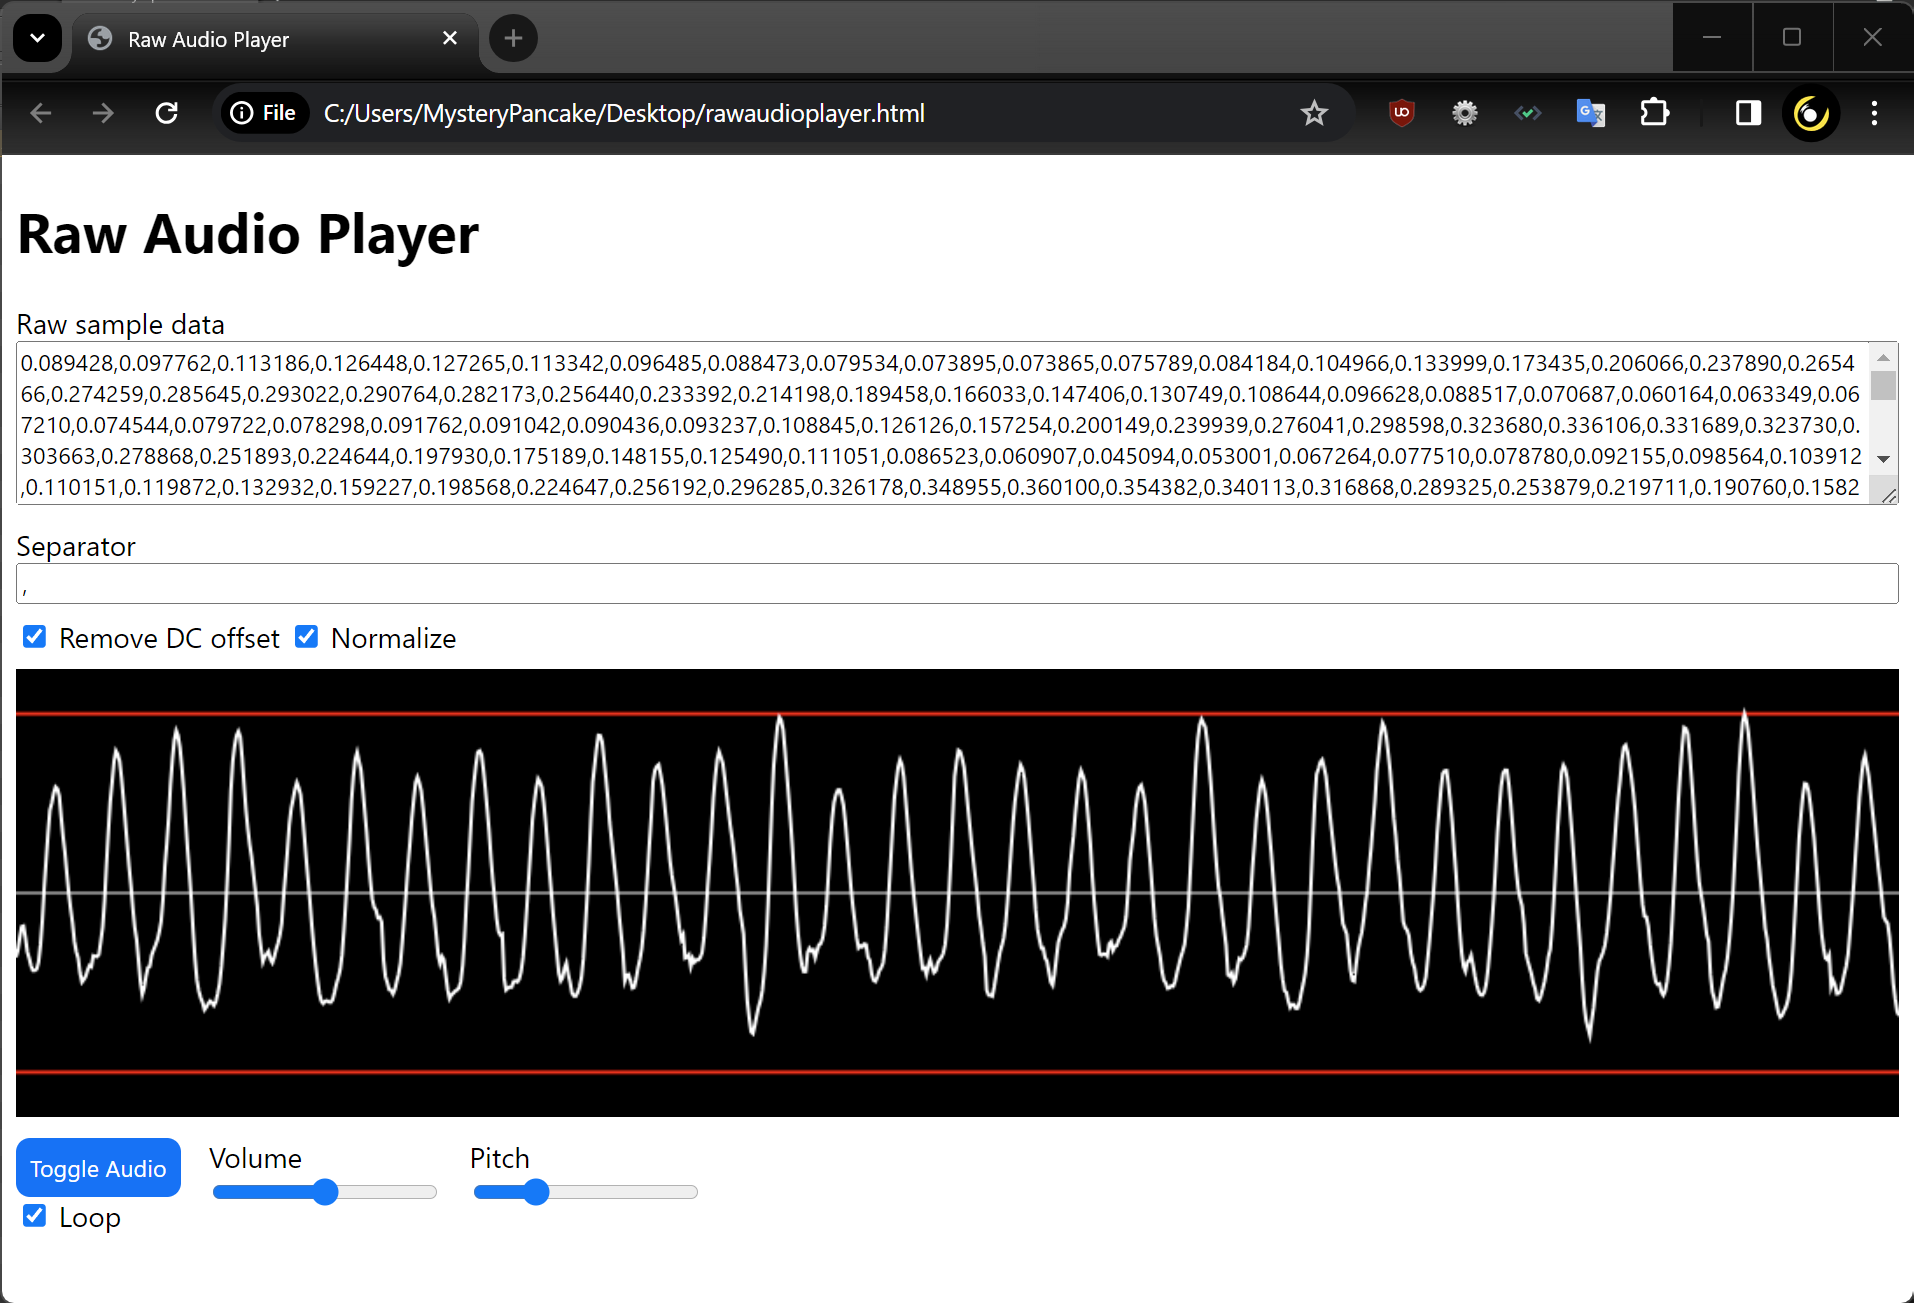 Raw Audio Player
File C:/Users/MysteryPancake/Desktop/rawaudioplayer.html
Raw Audio Player
Raw sample data
0.089428,0.097762,0.113186,0.126448,0.127265,0.113342,0.096485,0.088473,0.079534,0.073895,0.073865,0.075789,0.084184,0.104966,0.133999,0.173435,0.206066,0.237890,0.2654
66,0.274259,0.285645,0.293022,0.290764,0.282173,0.256440,0.233392,0.214198,0.189458,0.166033,0.147406,0.130749,0.108644,0.096628,0.088517,0.070687,0.060164,0.063349,0.06
7210,0.074544,0.079722,0.078298,0.091762,0.091042,0.090436,0.093237,0.108845,0.126126,0.157254,0.200149,0.239939,0.276041,0.298598,0.323680,0.336106,0.331689,0.323730,0.
303663,0.278868,0.251893,0.224644,0.197930,0.175189,0.148155,0.125490,0.111051,0.086523,0.060907,0.045094,0.053001,0.067264,0.077510,0.078780,0.092155,0.098564,0.103912
,0.110151,0.119872,0.132932,0.159227,0.198568,0.224647,0.256192,0.296285,0.326178,0.348955,0.360100,0.354382,0.340113,0.316868,0.289325,0.253879,0.219711,0.190760,0.1582
Separator
,
Remove DC offset Normalize
Toggle Audio Volume Pitch
Loop